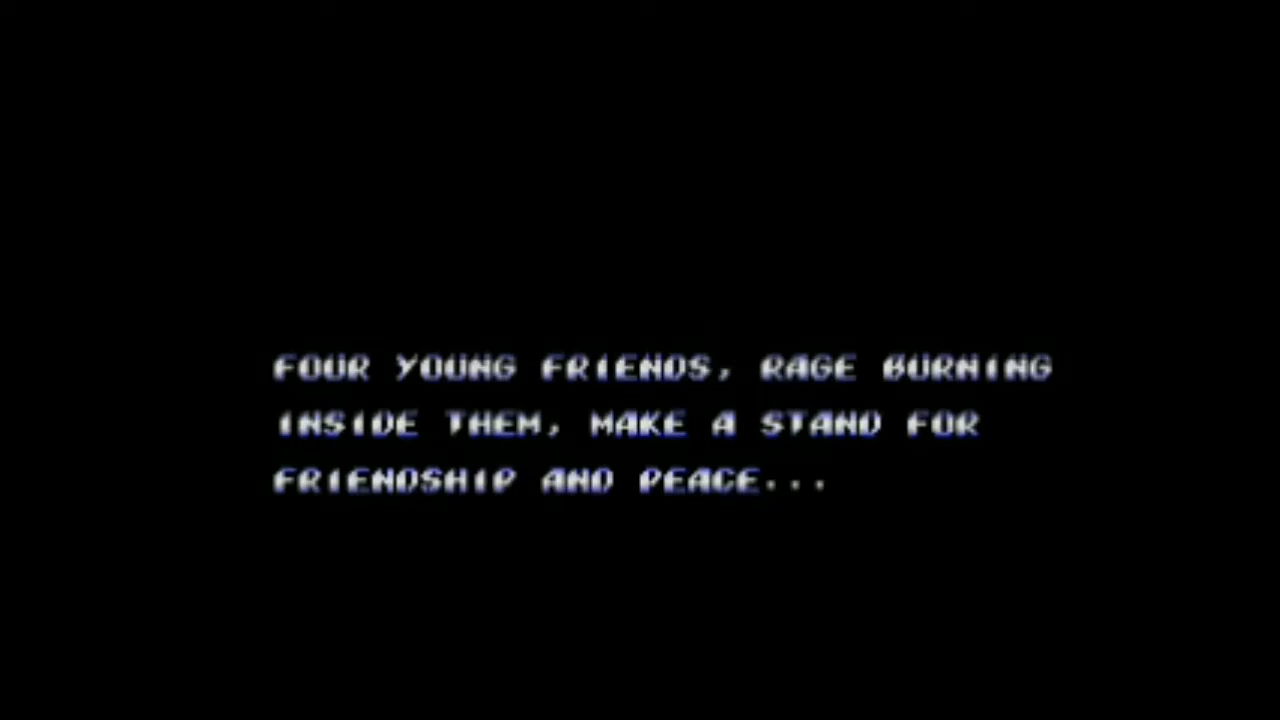 FOUR YOUNG FRIENDS, RAGE BURNING
INSIDE THEM, MAKE A STAND FOR
FRIENDSHIP AND PEACE...